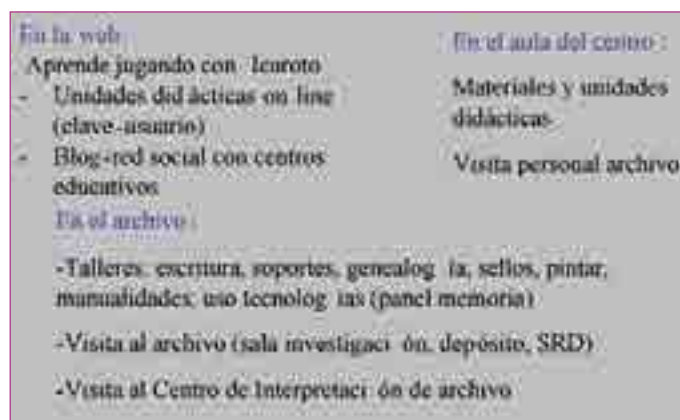 En la web
Aprende jugando con Icaroto
- Unidades did ácticas on line
(clave-usuario)
- Blog-red social con centros
educativos
En el aula del centro :
Materiales y unidades
didácticas
Visita personal archivo
En el archivo :
-Talleres: escritura, soportes, genealog ía, sellos, pintar,
manualidades, uso tecnolog ías (panel memoria)
-Visita al archivo (sala investigaci ón, depósito, SRD)
-Visita al Centro de Interpretaci ón de archivo